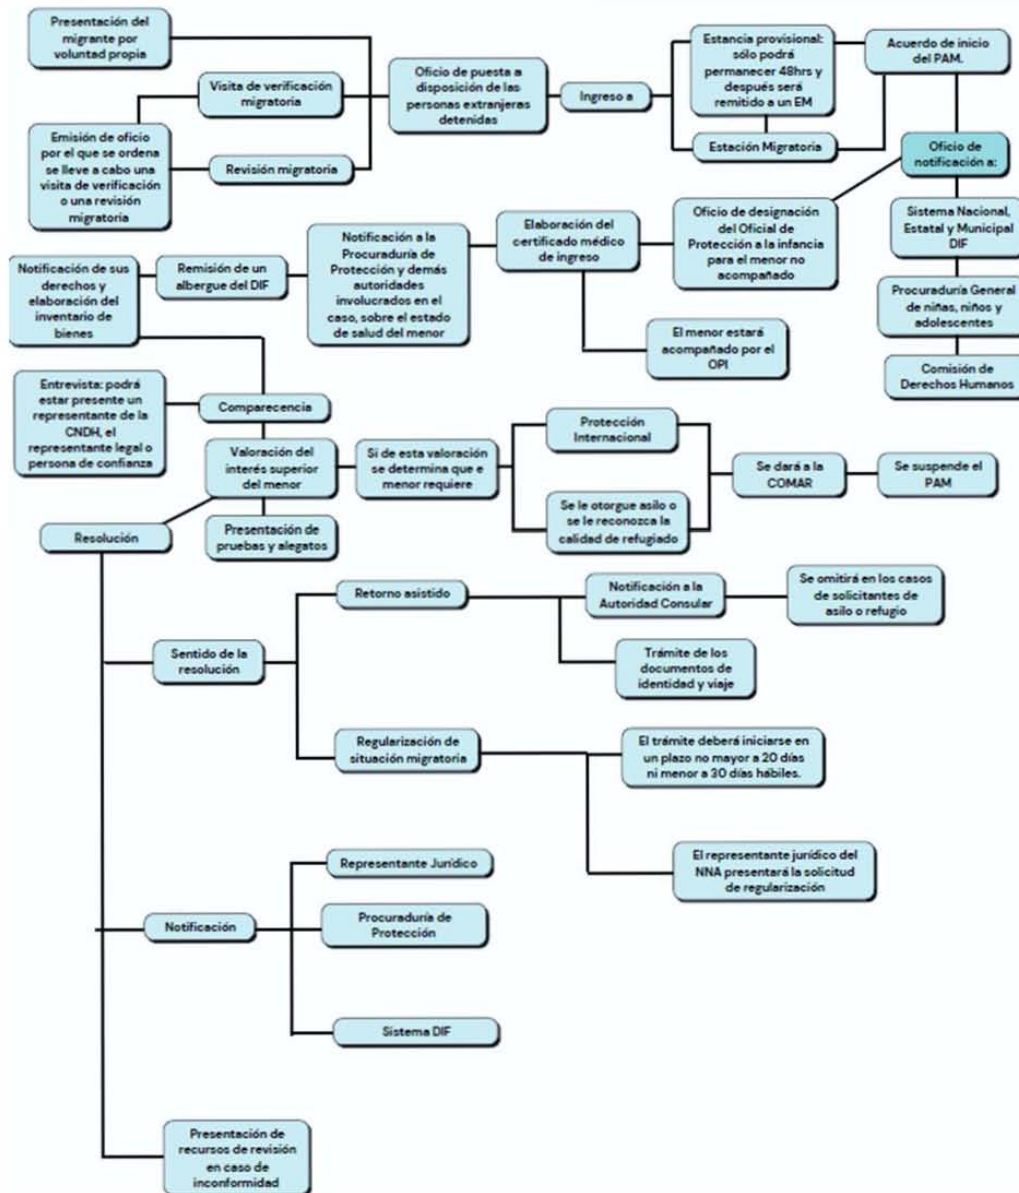 Presentación del
migrante por
voluntad propia
Visita de verificación
migratoria
Emisión de oficio
por el que se ordena
se lleve a cabo una
visita de verificación
o una revisión
migratoria
Revisión migratoria
Oficio de puesta a
disposición de las
personas extranjeras
detenidas
Ingreso a
Estancia provisional:
sólo podrá
permanecer 48hrs y
después será
remitido a un EM
Estación Migratoria
Acuerdo de inicio
del PAM.
Oficio de
notificación a:
Sistema Nacional,
Estatal y Municipal
DIF
Procuraduría General
de niñas, niños y
adolescentes
Comisión de
Derechos Humanos
Oficio de designación
del Oficial de
Protección a la infancia
para el menor no
acompañado
Elaboración del
certificado médico
de ingreso
El menor estará
acompañado por el
OPI
Notificación a la
Procuraduría de
Protección y demás
autoridades
involucrados en el
caso, sobre el estado
de salud del menor
Remisión de un
albergue del DIF
Notificación de sus
derechos y
elaboración del
inventario de
bienes
Entrevista: podrá
estar presente un
representante de la
CNDH, el
representante legal o
persona de confianza
Comparecencia
Valoración del
interés superior
del menor
Presentación de
pruebas y alegatos
Si de esta valoración
se determina que e
menor requiere
Protección
Internacional
Se le otorgue asilo o
se le reconozca la
calidad de refugiado
Se dará a la
COMAR
Se suspende el
PAM
Resolución
Sentido de la
resolución
Retorno asistido
Notificación a la
Autoridad Consular
Se omitirá en los casos
de solicitantes de
asilo o refugio
Trámite de los
documentos de
identidad y viaje
Regularización de
situación migratoria
El trámite deberá iniciarse en
un plazo no mayor a 20 días
ni menor a 30 días hábiles.
El representante jurídico del
NNA presentará la solicitud
de regularización
Notificación
Representante Jurídico
Procuraduría de
Protección
Sistema DIF
Presentación de
recursos de revisión
en caso de
inconformidad